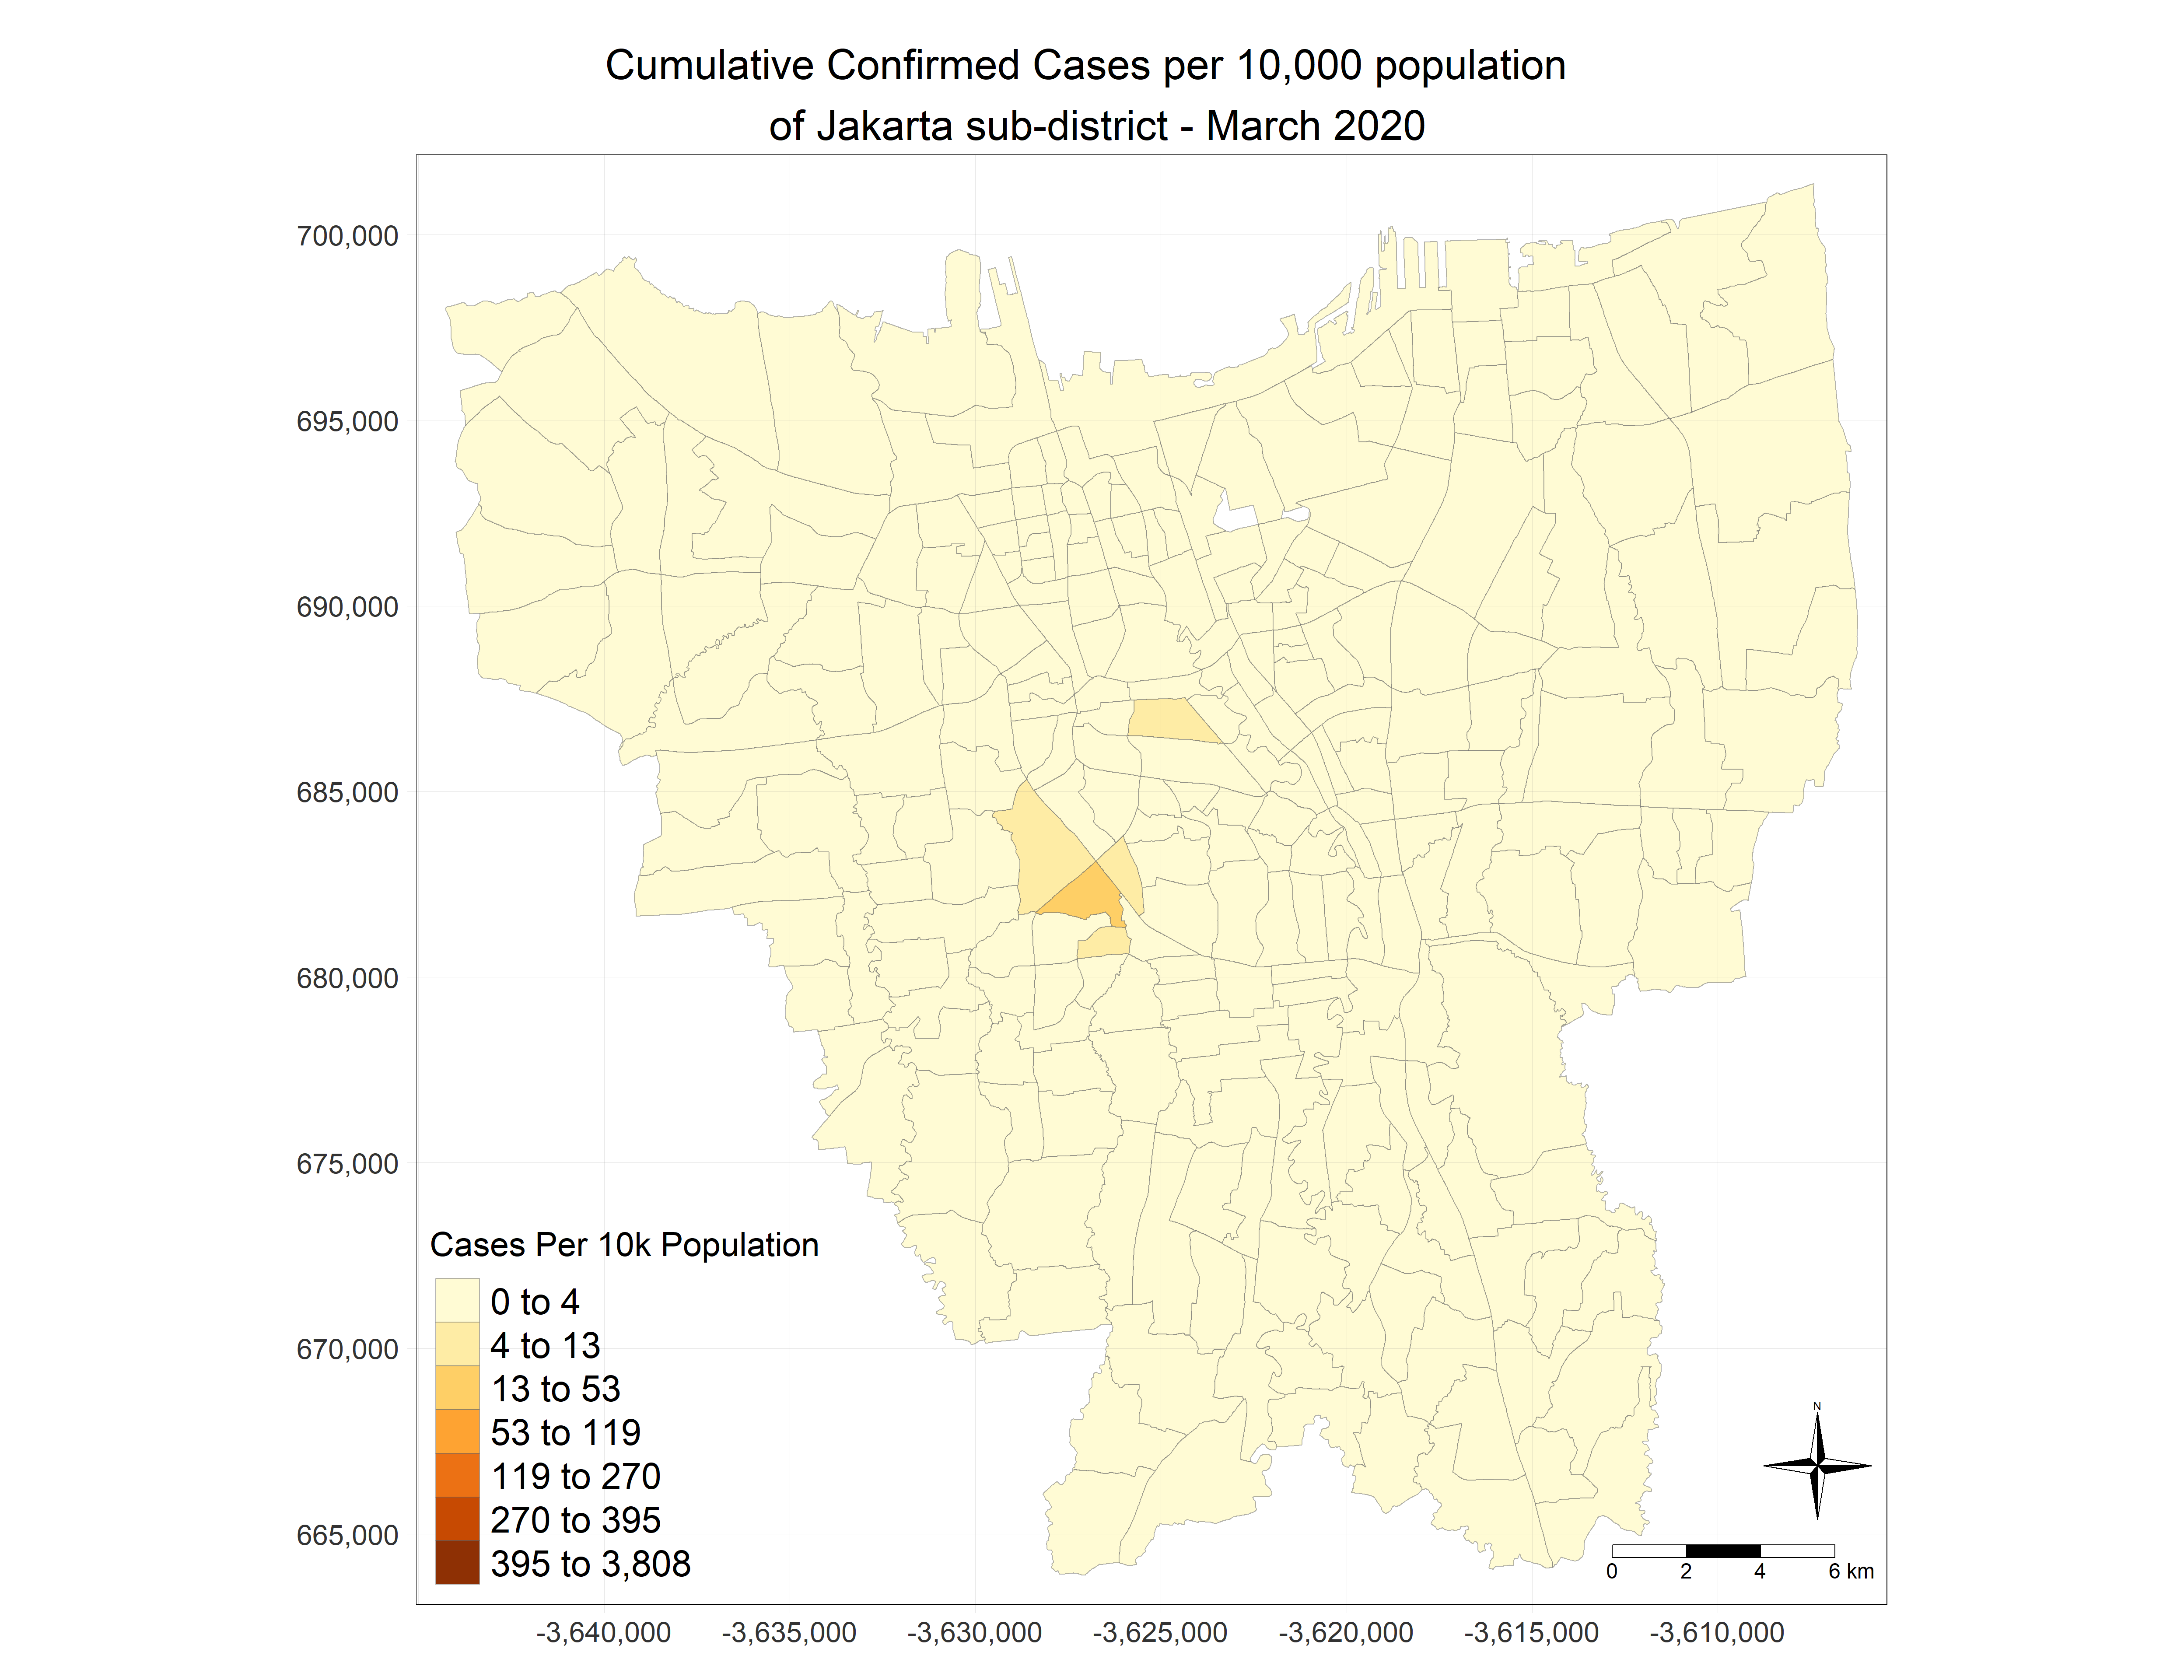 Cumulative Confirmed Cases per 10,000 population
of Jakarta sub-district - March 2020
700,000
695,000
690,000
685,000
680,000
675,000
670,000
665,000
Cases Per 10k Population
0 to 4
4 to 13
13 to 53
53 to 119
119 to 270
270 to 395
395 to 3,808
N
0 2 4 6 km
-3,640,000 -3,635,000 -3,630,000 -3,625,000 -3,620,000 -3,615,000 -3,610,000